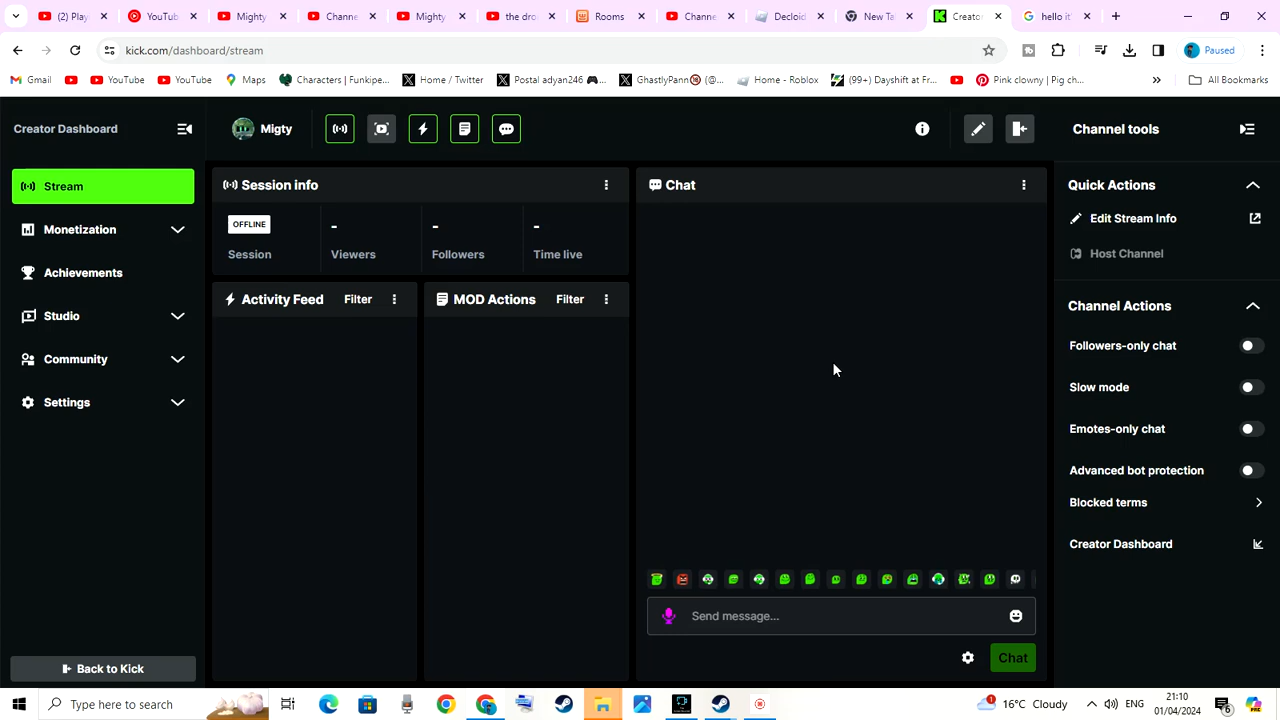 (2) Play
YouTub
Mighty
Channe
Mighty
the dro
Rooms
Channe
Decloid
New Ta
Creator
hello it'
kick.com/dashboard/stream
Paused
Gmail
YouTube
YouTube
Maps
Characters | Funkipe...
Home / Twitter
Postal adyan246
GhastlyPann
(@...
Home - Roblox
(99+) Dayshift at Fr...
Pink clowny | Pig ch...
»
All Bookmarks
Creator Dashboard
Migty
Channel tools
Stream
Monetization
Achievements
Studio
Community
Settings
Back to Kick
Session info
OFFLINE
Session
-
Viewers
-
Followers
-
Time live
Activity Feed
Filter
MOD Actions
Filter
Chat
Send message...
Chat
Quick Actions
Edit Stream Info
Host Channel
Channel Actions
Followers-only chat
Slow mode
Emotes-only chat
Advanced bot protection
Blocked terms
Creator Dashboard
Type here to search
16°C Cloudy
ENG
21:10
01/04/2024
6